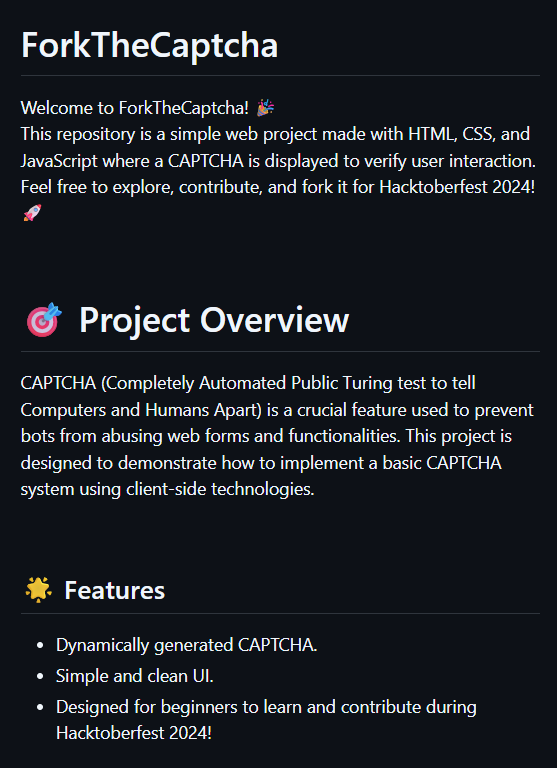 ForkTheCaptcha
Welcome to ForkTheCaptcha! 🎉
This repository is a simple web project made with HTML, CSS, and
JavaScript where a CAPTCHA is displayed to verify user interaction.
Feel free to explore, contribute, and fork it for Hacktoberfest 2024!
🚀
🎯 Project Overview
CAPTCHA (Completely Automated Public Turing test to tell
Computers and Humans Apart) is a crucial feature used to prevent
bots from abusing web forms and functionalities. This project is
designed to demonstrate how to implement a basic CAPTCHA
system using client-side technologies.
🌟 Features
• Dynamically generated CAPTCHA.
• Simple and clean UI.
• Designed for beginners to learn and contribute during
Hacktoberfest 2024!